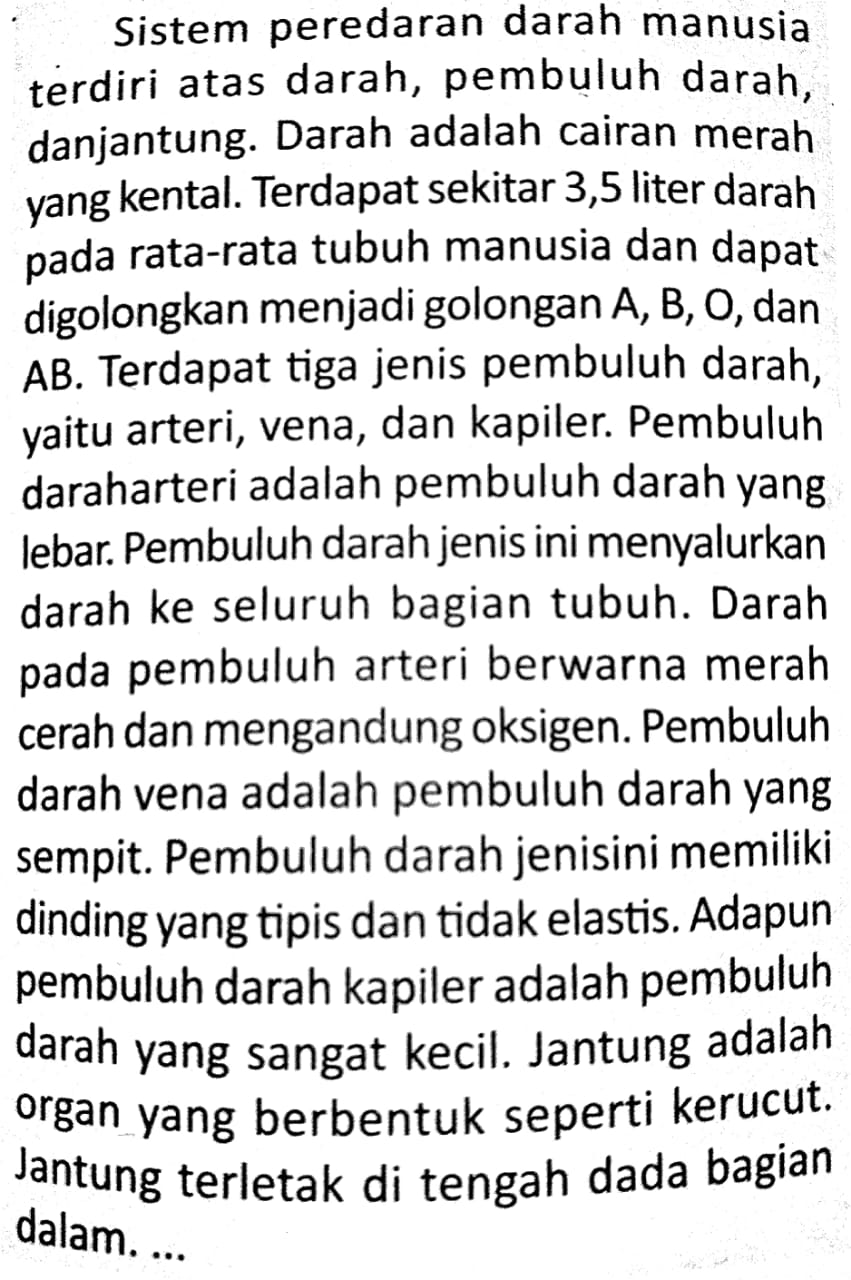 Sistem peredaran darah manusia
terdiri atas darah, pembuluh darah,
danjantung. Darah adalah cairan merah
yang kental. Terdapat sekitar 3,5 liter darah
pada rata-rata tubuh manusia dan dapat
digolongkan menjadi golongan A, B, O, dan
AB. Terdapat tiga jenis pembuluh darah,
yaitu arteri, vena, dan kapiler. Pembuluh
daraharteri adalah pembuluh darah yang
lebar. Pembuluh darah jenis ini menyalurkan
darah ke seluruh bagian tubuh. Darah
pada pembuluh arteri berwarna merah
cerah dan mengandung oksigen. Pembuluh
darah vena adalah pembuluh darah yang
sempit. Pembuluh darah jenisini memiliki
dinding yang tipis dan tidak elastis. Adapun
pembuluh darah kapiler adalah pembuluh
darah yang sangat kecil. Jantung adalah
organ yang berbentuk seperti kerucut.
Jantung terletak di tengah dada bagian
dalam. ...